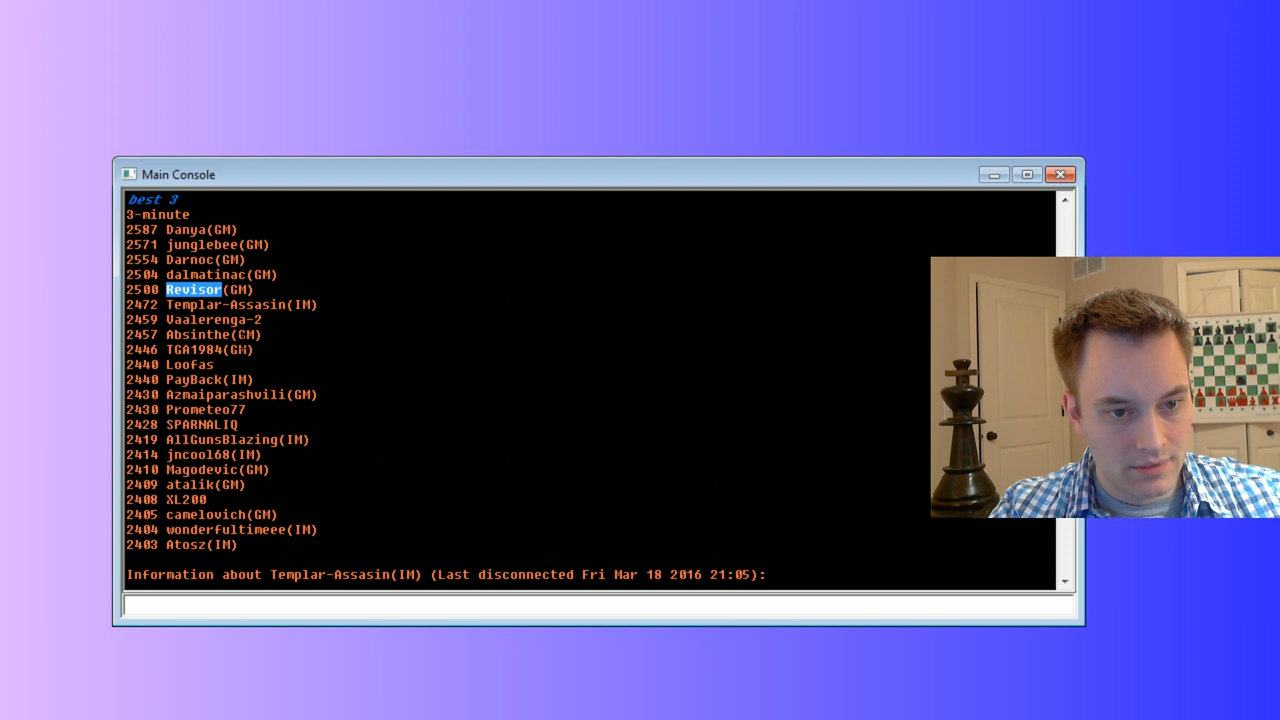 Main Console
best 3
3-minute
2587 Danya(GM)
2571 junglebee(GM)
2554 Darnoc(GM)
2504 dalmatinac(GM)
2500 Revisor(GM)
2472 Templar-Assasin(IM)
2459 Vaalerenga-2
2457 Absinthe(GM)
2446 TGA1984(GM)
2440 Loofas
2440 PayBack(IM)
2430 Azmaiparashvili(GM)
2430 Prometeo77
2428 SPARNALIQ
2419 AllGunsBlazing(IM)
2414 jncool68(IM)
2410 Magodevic(GM)
2409 atalik(GM)
2408 XL200
2405 camelovich(GM)
2404 wonderfultimeee(IM)
2403 Atosz(IM)
Information about Templar-Assasin(IM) (Last disconnected Fri Mar 18 2016 21:05):